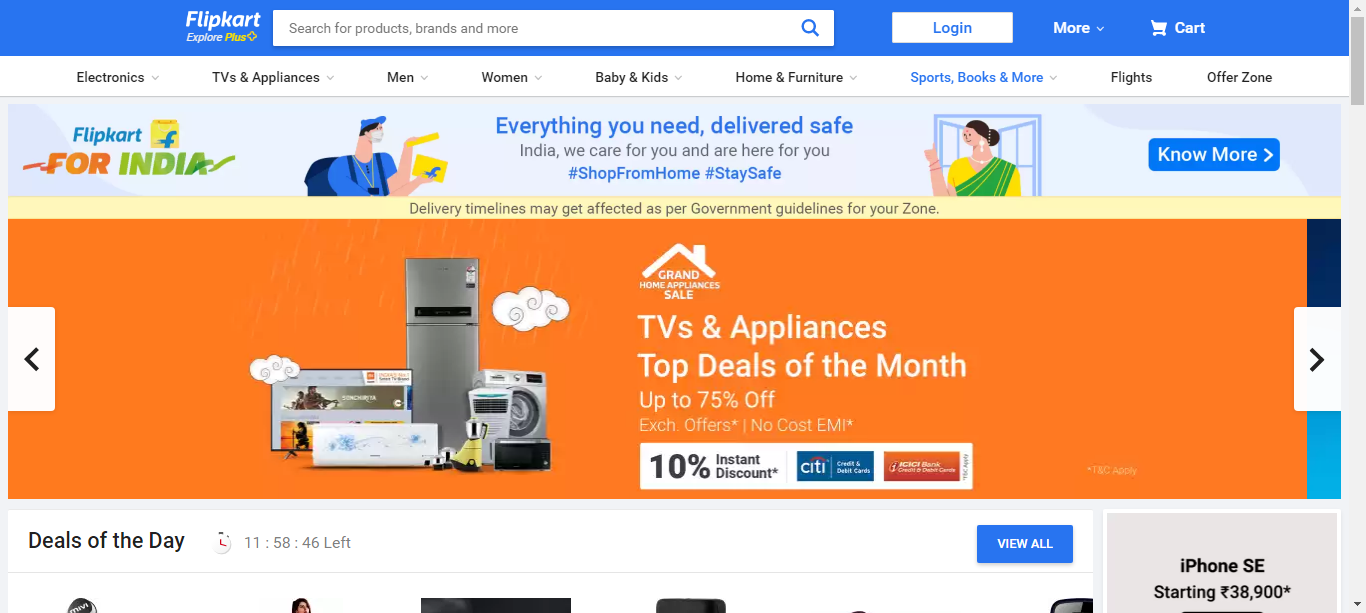 Flipkart
Explore Plus
Search for products, brands and more
Login
More
Cart
Electronics
TVs & Appliances
Men
Women
Baby & Kids
Home & Furniture
Sports, Books & More
Flights
Offer Zone
Flipkart
FOR INDIA
Everything you need, delivered safe
India, we care for you and are here for you
#ShopFromHome #StaySafe
Know More
Delivery timelines may get affected as per Government guidelines for your Zone.
GRAND
HOME APPLIANCES
SALE
TVs & Appliances
Top Deals of the Month
Up to 75% Off
Exch. Offers* | No Cost EMI*
10% Instant Discount*
citi Credit & Debit Cards
ICICI Bank
Credit & Debit Cards
*T&C Apply
*T&C Apply
SONCHIRIYA
Deals of the Day
11 : 58 : 46 Left
VIEW ALL
iPhone SE
Starting ₹38,900*
mivi